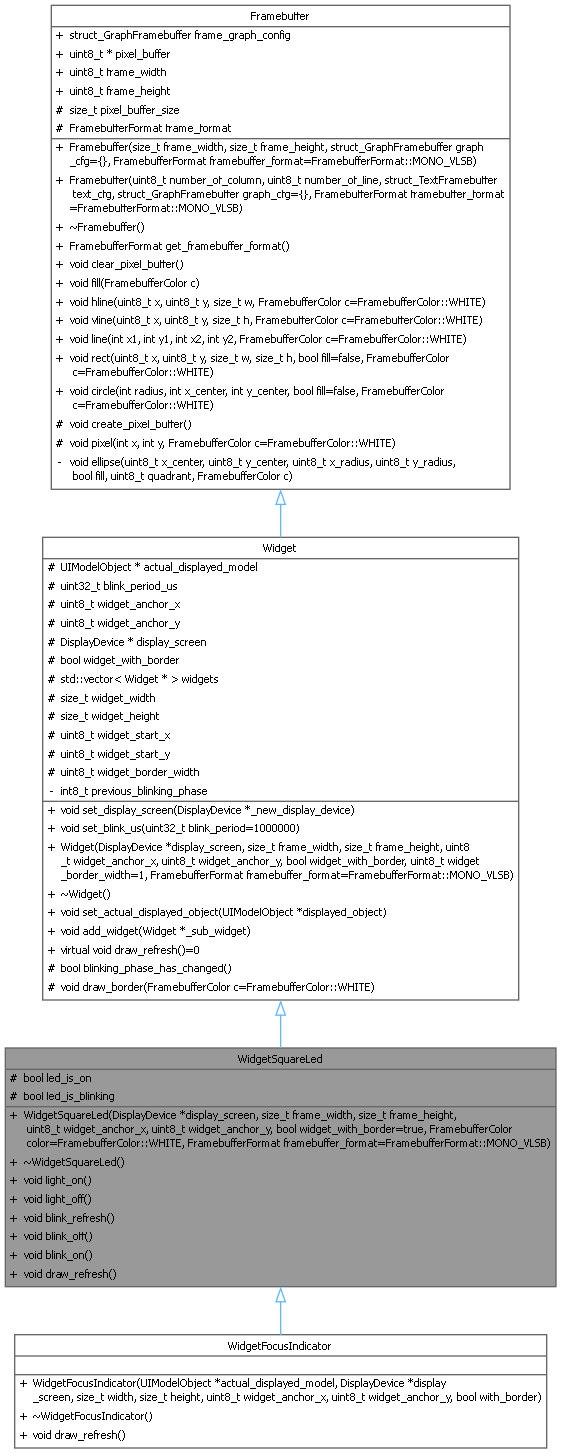 Framebuffer
+ struct_GraphFramebuffer frame_graph_config
+ uint8_t * pixel_buffer
+ uint8_t frame_width
+ uint8_t frame_height
# size_t pixel_buffer_size
# FramebufferFormat frame_format
+ Framebuffer(size_t frame_width, size_t frame_height, struct_GraphFramebuffer graph
_cfg={}, FramebufferFormat framebuffer_format=FramebufferFormat::MONO_VLSB)
+ Framebuffer(uint8_t number_of_column, uint8_t number_of_line, struct_TextFramebuffer
text_cfg, struct_GraphFramebuffer graph_cfg={}, FramebufferFormat framebuffer_format
=FramebufferFormat::MONO_VLSB)
+ ~Framebuffer()
+ FramebufferFormat get_framebuffer_format()
+ void clear_pixel_buffer()
+ void fill(FramebufferColor c)
+ void hline(uint8_t x, uint8_t y, size_t w, FramebufferColor c=FramebufferColor::WHITE)
+ void vline(uint8_t x, uint8_t y, size_t h, FramebufferColor c=FramebufferColor::WHITE)
+ void line(int x1, int y1, int x2, int y2, FramebufferColor c=FramebufferColor::WHITE)
+ void rect(uint8_t x, uint8_t y, size_t w, size_t h, bool fill=false, FramebufferColor
c=FramebufferColor::WHITE)
+ void circle(int radius, int x_center, int y_center, bool fill=false, FramebufferColor
c=FramebufferColor::WHITE)
# void create_pixel_buffer()
# void pixel(int x, int y, FramebufferColor c=FramebufferColor::WHITE)
- void ellipse(uint8_t x_center, uint8_t y_center, uint8_t x_radius, uint8_t y_radius,
bool fill, uint8_t quadrant, FramebufferColor c)
Widget
# UIModelObject * actual_displayed_model
# uint32_t blink_period_us
# uint8_t widget_anchor_x
# uint8_t widget_anchor_y
# DisplayDevice * display_screen
# bool widget_with_border
# std::vector< Widget * > widgets
# size_t widget_width
# size_t widget_height
# uint8_t widget_start_x
# uint8_t widget_start_y
# uint8_t widget_border_width
- int8_t previous_blinking_phase
+ void set_display_screen(DisplayDevice *_new_display_device)
+ void set_blink_us(uint32_t blink_period=1000000)
+ Widget(DisplayDevice *display_screen, size_t frame_width, size_t frame_height, uint8
_t widget_anchor_x, uint8_t widget_anchor_y, bool widget_with_border, uint8_t widget
_border_width=1, FramebufferFormat framebuffer_format=FramebufferFormat::MONO_VLSB)
+ ~Widget()
+ void set_actual_displayed_object(UIModelObject *displayed_object)
+ void add_widget(Widget *_sub_widget)
+ virtual void draw_refresh()=0
# bool blinking_phase_has_changed()
# void draw_border(FramebufferColor c=FramebufferColor::WHITE)
WidgetSquareLed
# bool led_is_on
# bool led_is_blinking
+ WidgetSquareLed(DisplayDevice *display_screen, size_t frame_width, size_t frame_height,
uint8_t widget_anchor_x, uint8_t widget_anchor_y, bool widget_with_border=true, FramebufferColor
color=FramebufferColor::WHITE, FramebufferFormat framebuffer_format=FramebufferFormat::MONO_VLSB)
+ ~WidgetSquareLed()
+ void light_on()
+ void light_off()
+ void blink_refresh()
+ void blink_off()
+ void blink_on()
+ void draw_refresh()
WidgetFocusIndicator
+ WidgetFocusIndicator(UIModelObject *actual_displayed_model, DisplayDevice *display
_screen, size_t width, size_t height, uint8_t widget_anchor_x, uint8_t widget_anchor_y, bool with_border)
+ ~WidgetFocusIndicator()
+ void draw_refresh()